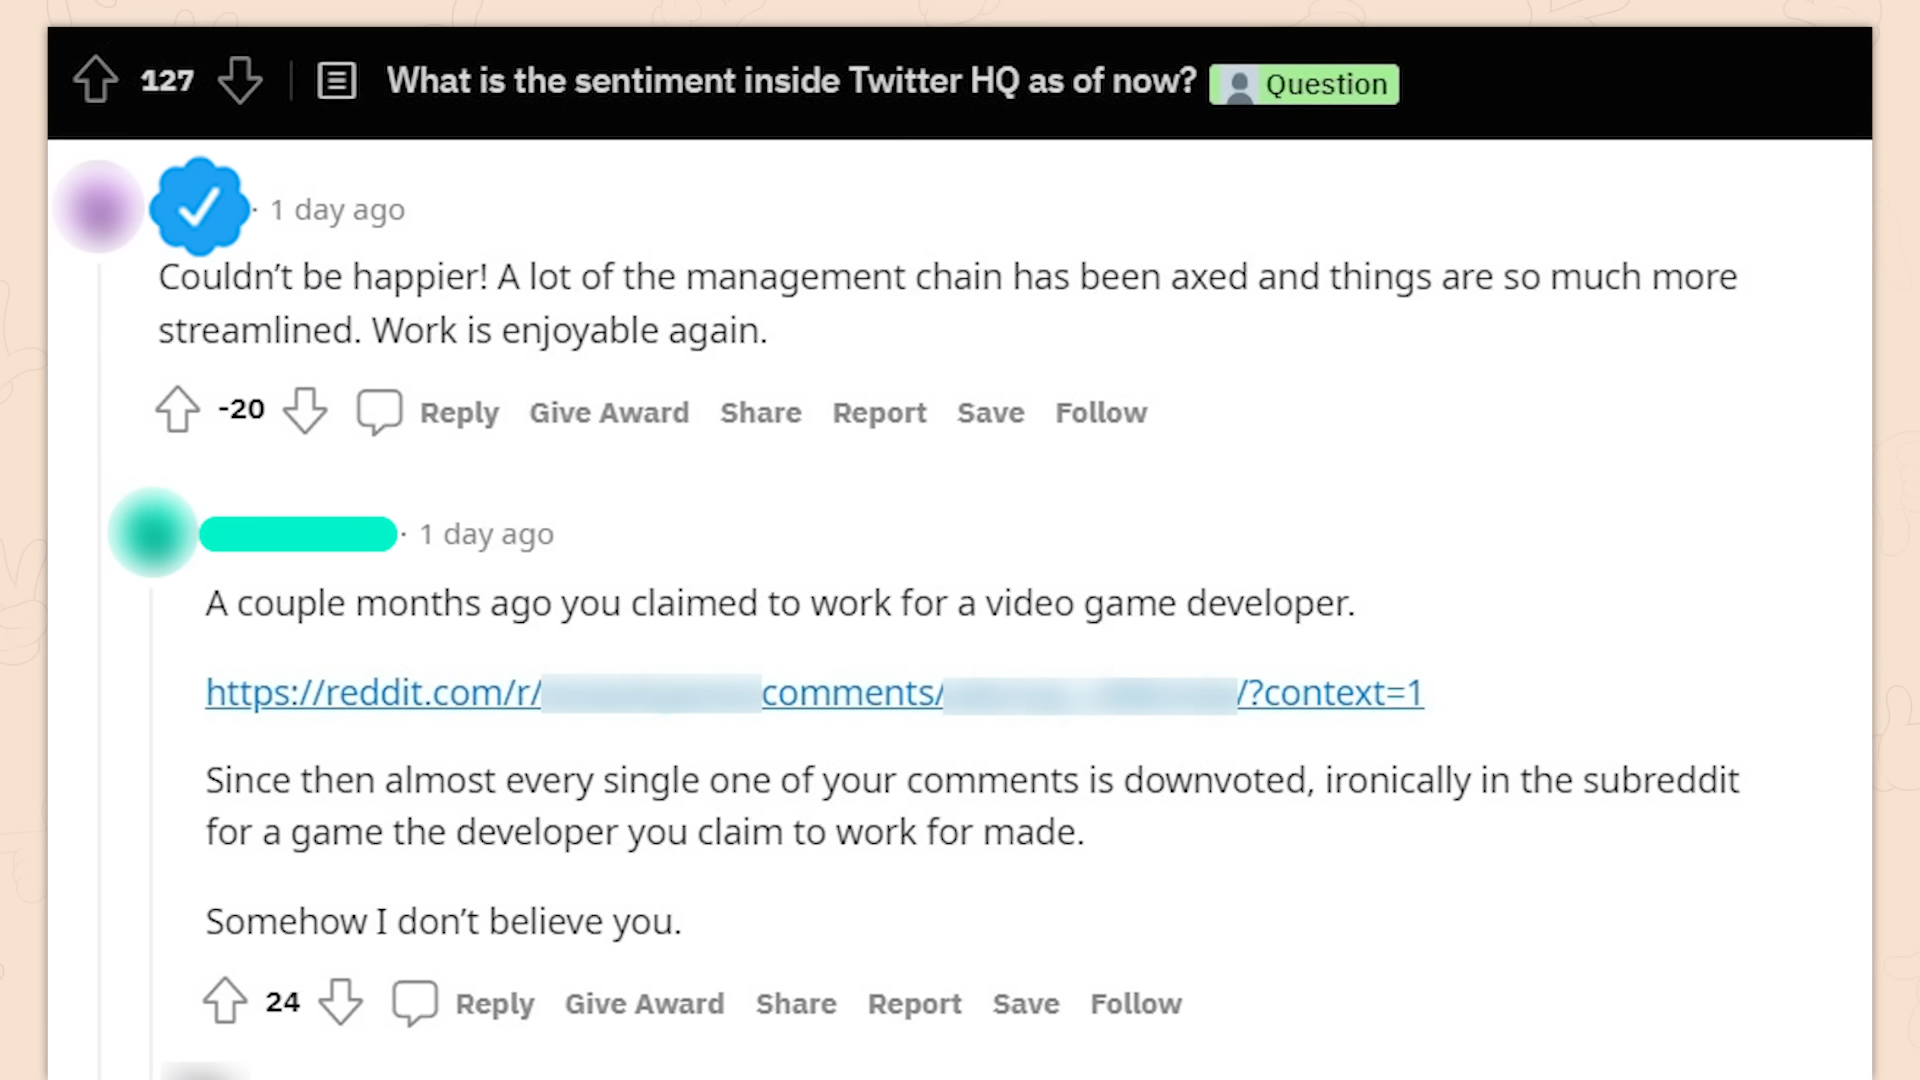 127 What is the sentiment inside Twitter HQ as of now? Question
· 1 day ago
Couldn’t be happier! A lot of the management chain has been axed and things are so much more
streamlined. Work is enjoyable again.
-20 Reply Give Award Share Report Save Follow
· 1 day ago
A couple months ago you claimed to work for a video game developer.
https://reddit.com/r/ comments/ /?context=1
Since then almost every single one of your comments is downvoted, ironically in the subreddit
for a game the developer you claim to work for made.
Somehow I don’t believe you.
24 Reply Give Award Share Report Save Follow